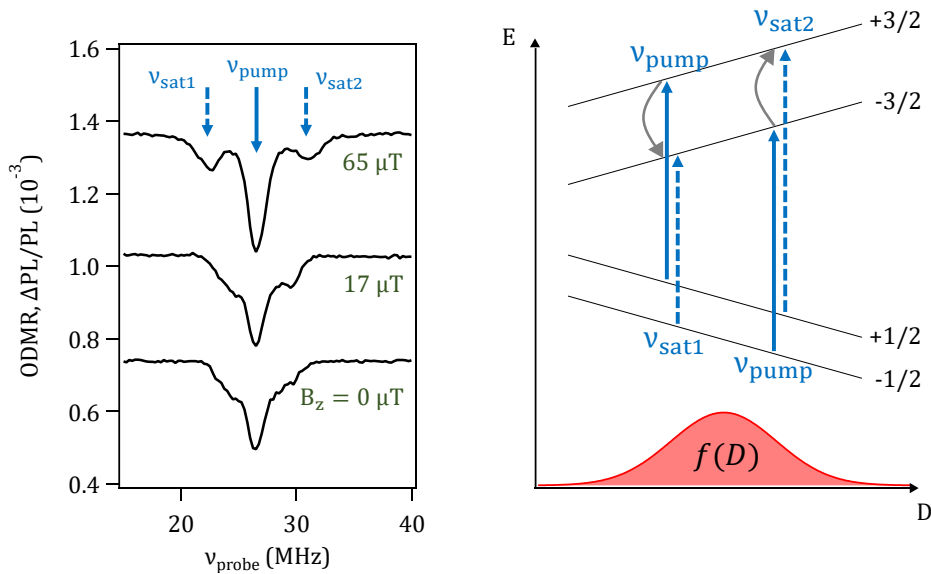 ODMR, ΔPL/PL (10⁻³)
1.6
1.4
1.2
1.0
0.8
0.6
0.4
20
30
40
ν_probe (MHz)
ν_sat1
ν_pump
ν_sat2
65 μT
17 μT
B_z = 0 μT
E
ν_pump
ν_sat2
+3/2
-3/2
ν_sat1
ν_pump
+1/2
-1/2
f(D)
D